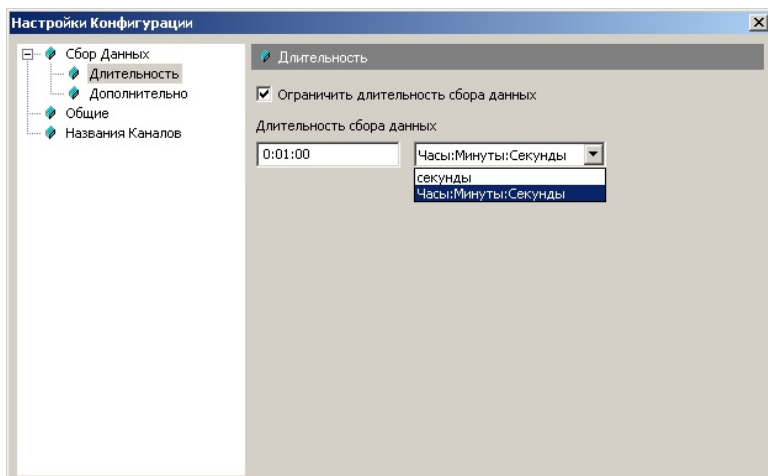 Настройки Конфигурации
Сбор Данных
Длительность
Дополнительно
Общие
Названия Каналов
Длительность
Ограничить длительность сбора данных
Длительность сбора данных
0:01:00
Часы:Минуты:Секунды
секунды
Часы:Минуты:Секунды